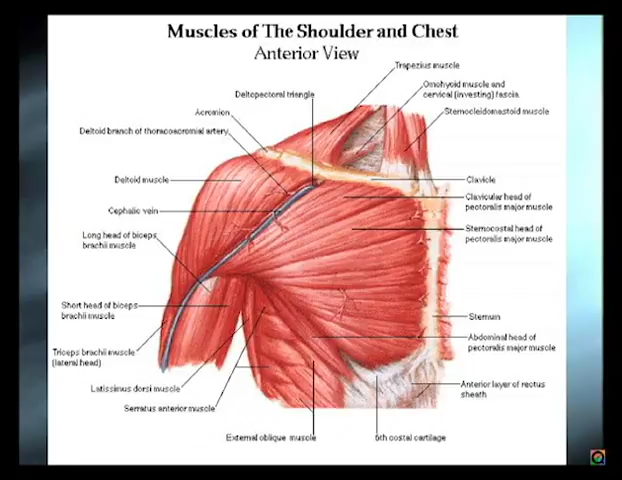 Muscles of The Shoulder and Chest
Anterior View
Trapezius muscle
Omohyoid muscle and
cervical (investing) fascia
Sternocleidomastoid muscle
Deltopectoral triangle
Acromion
Deltoid branch of thoracoacromial artery
Deltoid muscle
Cephalic vein
Long head of biceps
brachii muscle
Short head of biceps
brachii muscle
Triceps brachii muscle
(lateral head)
Latissimus dorsi muscle
Serratus anterior muscle
External oblique muscle
6th costal cartilage
Clavicle
Clavicular head of
pectoralis major muscle
Sternocostal head of
pectoralis major muscle
Sternum
Abdominal head of
pectoralis major muscle
Anterior layer of rectus
sheath